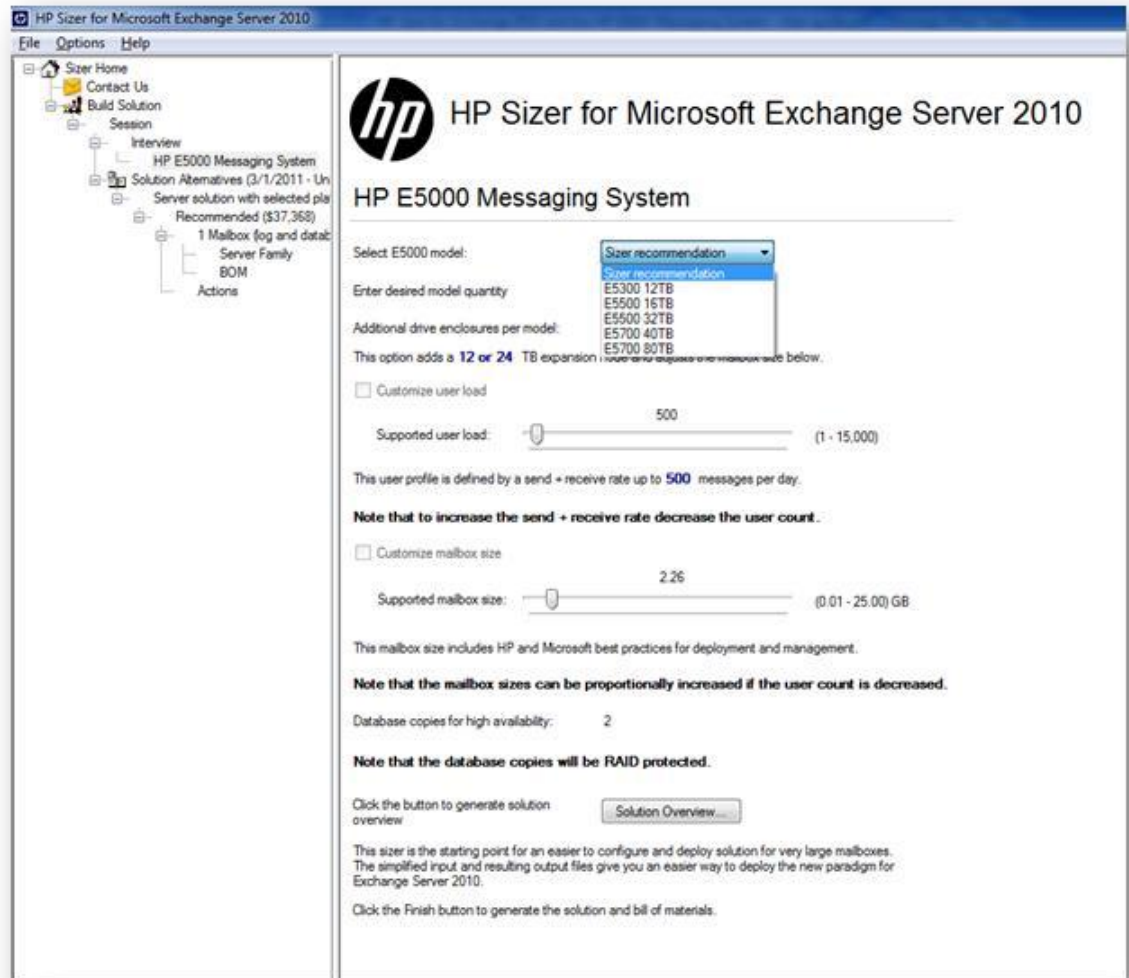 HP Sizer for Microsoft Exchange Server 2010
File Options Help
Sizer Home
Contact Us
Build Solution
Session
Interview
HP E5000 Messaging System
Solution Alternatives (3/1/2011 - Un
Server solution with selected pla
Recommended ($37,368)
1 Mailbox (log and datab
Server Family
BOM
Actions
hp HP Sizer for Microsoft Exchange Server 2010
HP E5000 Messaging System
Select E5000 model: Sizer recommendation
Sizer recommendation
E5300 12TB
E5500 16TB
E5500 32TB
E5700 40TB
E5700 80TB
Enter desired model quantity
Additional drive enclosures per model:
This option adds a 12 or 24 TB expansion node and adjusts the mailbox size below.
Customize user load
500
Supported user load: (1 - 15,000)
This user profile is defined by a send + receive rate up to 500 messages per day.
Note that to increase the send + receive rate decrease the user count.
Customize mailbox size
2.26
Supported mailbox size: (0.01 - 25.00) GB
This mailbox size includes HP and Microsoft best practices for deployment and management.
Note that the mailbox sizes can be proportionally increased if the user count is decreased.
Database copies for high availability: 2
Note that the database copies will be RAID protected.
Click the button to generate solution
overview
Solution Overview...
This sizer is the starting point for an easier to configure and deploy solution for very large mailboxes.
The simplified input and resulting output files give you an easier way to deploy the new paradigm for
Exchange Server 2010.
Click the Finish button to generate the solution and bill of materials.